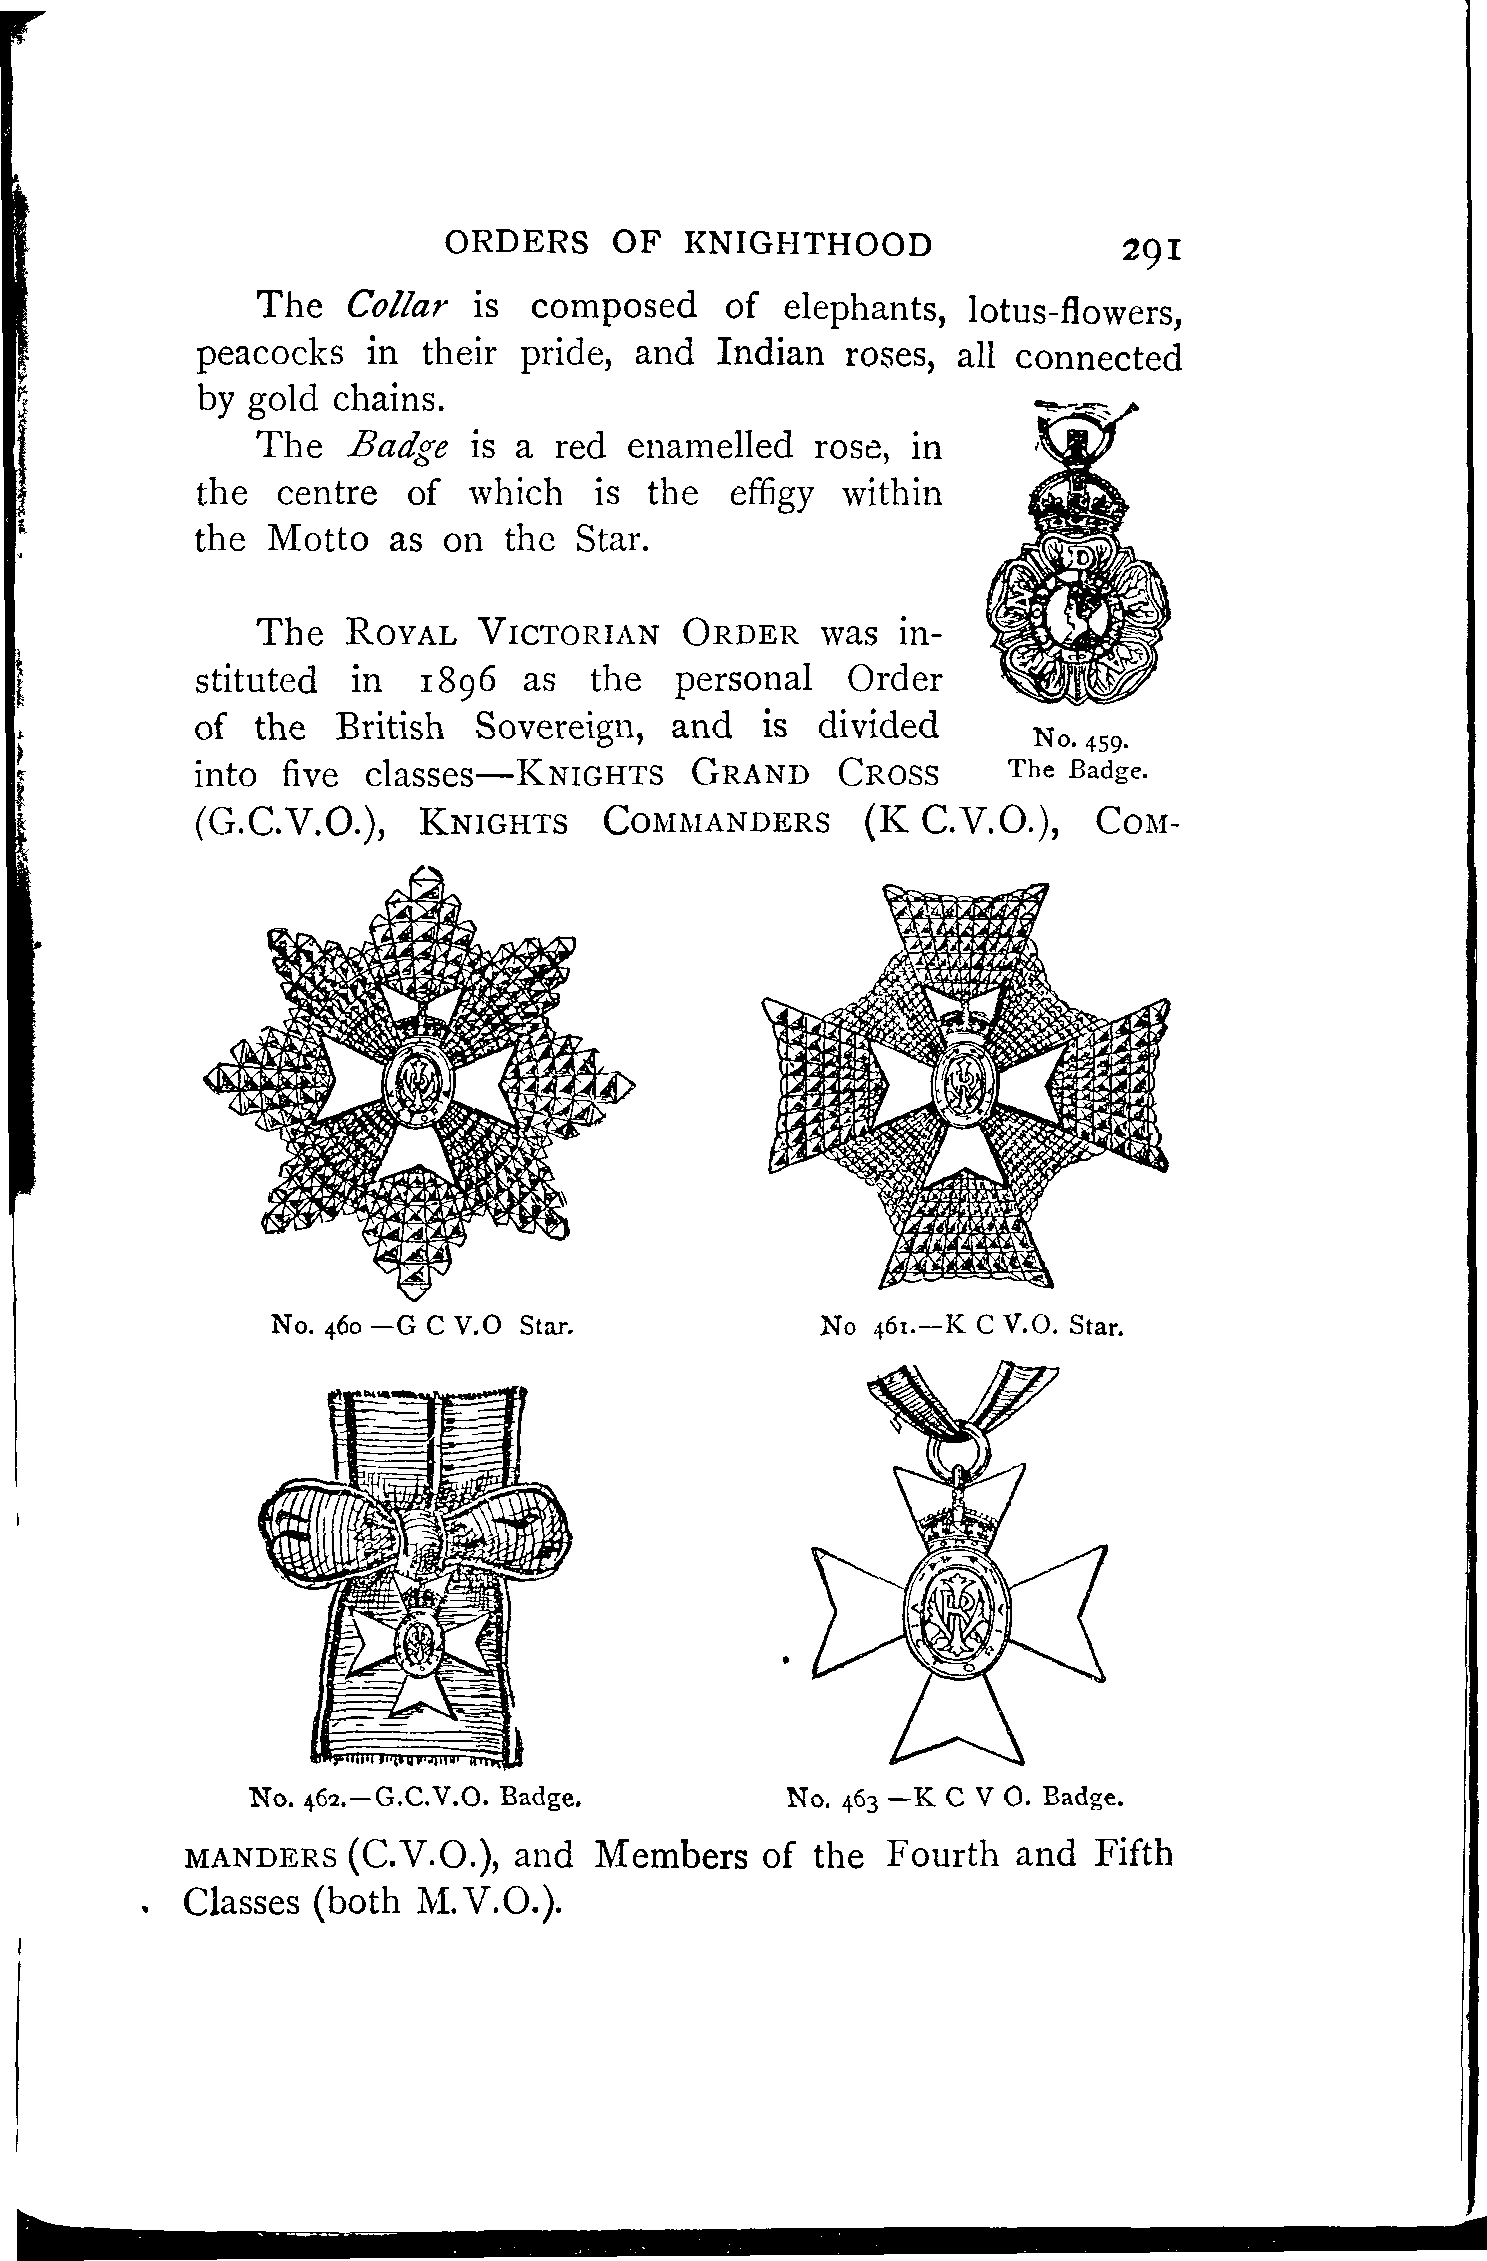 ORDERS OF KNIGHTHOOD 291
The Collar is composed of elephants, lotus-flowers,
peacocks in their pride, and Indian roses, all connected
by gold chains.
The Badge is a red enamelled rose, in
the centre of which is the effigy within
the Motto as on the Star.
The ROYAL VICTORIAN ORDER was in-
stituted in 1896 as the personal Order
of the British Sovereign, and is divided
into five classes—KNIGHTS GRAND CROSS
No. 459.
The Badge.
(G.C.V.O.), KNIGHTS COMMANDERS (K C.V.O.), COM-
No. 460 —G C V.O Star.
No 461.—K C V.O. Star.
No. 462.—G.C.V.O. Badge.
No. 463 —K C V O. Badge.
MANDERS (C.V.O.), and Members of the Fourth and Fifth
Classes (both M.V.O.).